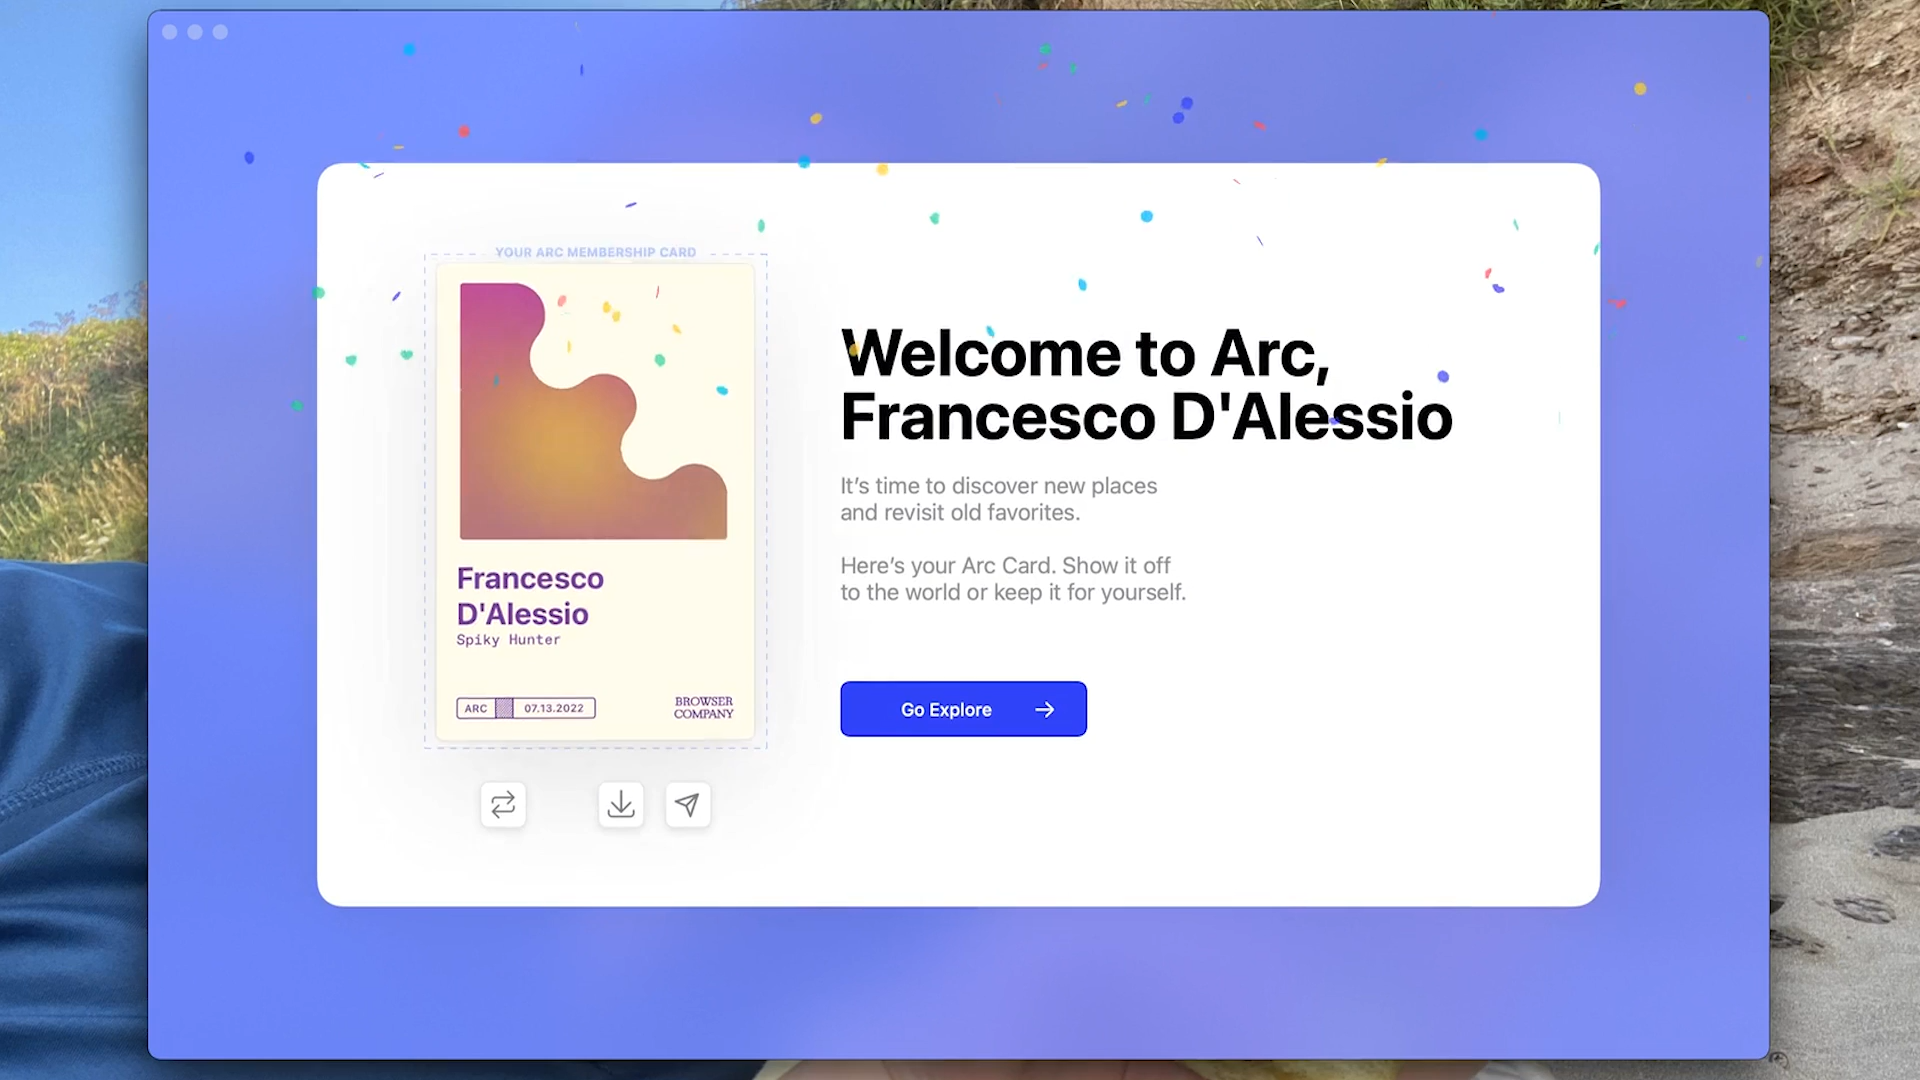 YOUR ARC MEMBERSHIP CARD
Francesco
D'Alessio
Spiky Hunter
ARC 07.13.2022
BROWSER
COMPANY
Welcome to Arc,
Francesco D'Alessio
It's time to discover new places
and revisit old favorites.
Here's your Arc Card. Show it off
to the world or keep it for yourself.
Go Explore